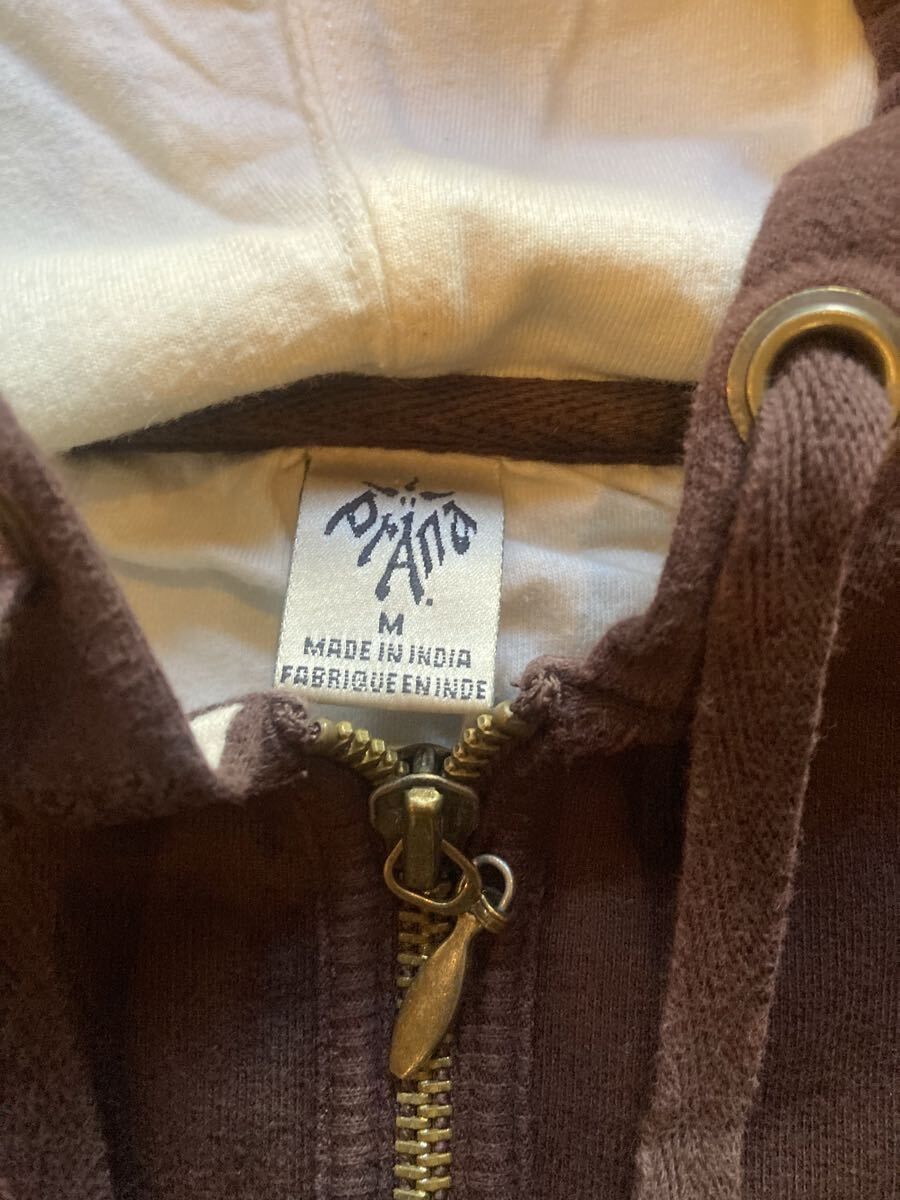 prAna.
M
MADE IN INDIA
FABRIQUE EN INDE